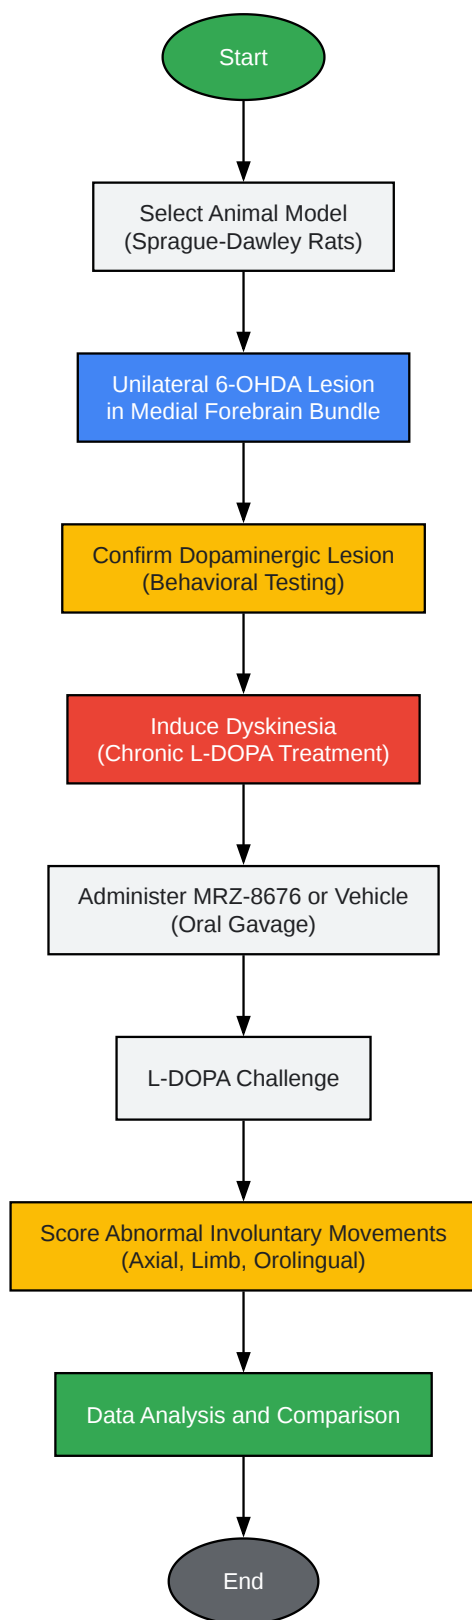 Start
Select Animal Model
(Sprague-Dawley Rats)
Unilateral 6-OHDA Lesion
in Medial Forebrain Bundle
Confirm Dopaminergic Lesion
(Behavioral Testing)
Induce Dyskinesia
(Chronic L-DOPA Treatment)
Administer MRZ-8676 or Vehicle
(Oral Gavage)
L-DOPA Challenge
Score Abnormal Involuntary Movements
(Axial, Limb, Orolingual)
Data Analysis and Comparison
End